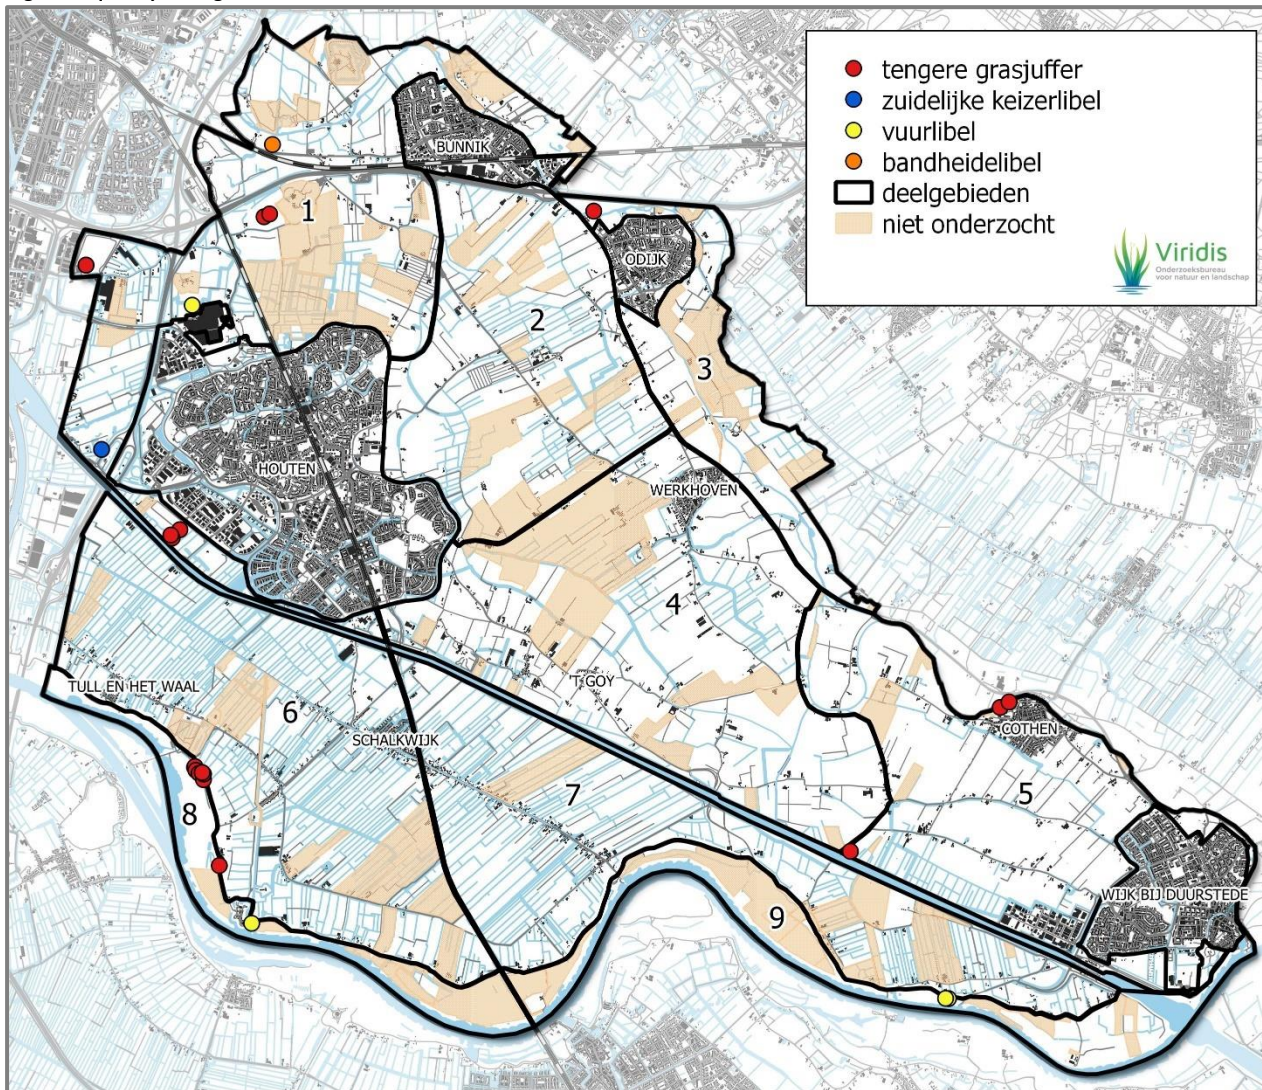 tengere grasjuffer
zuidelijke keizerlibel
vuurlibel
bandheidelibel
deelgebieden
niet onderzocht
Viridis
Onderzoeksbureau
voor natuur en landschap
BUNNIK
1
ODIJK
2
3
HOUTEN
WERKHOVEN
4
'T GOY
TULL EN HET WAAL
6
SCHALKWIJK
COTHEN
7
5
8
WIJK BIJ DUURSTEDE
9